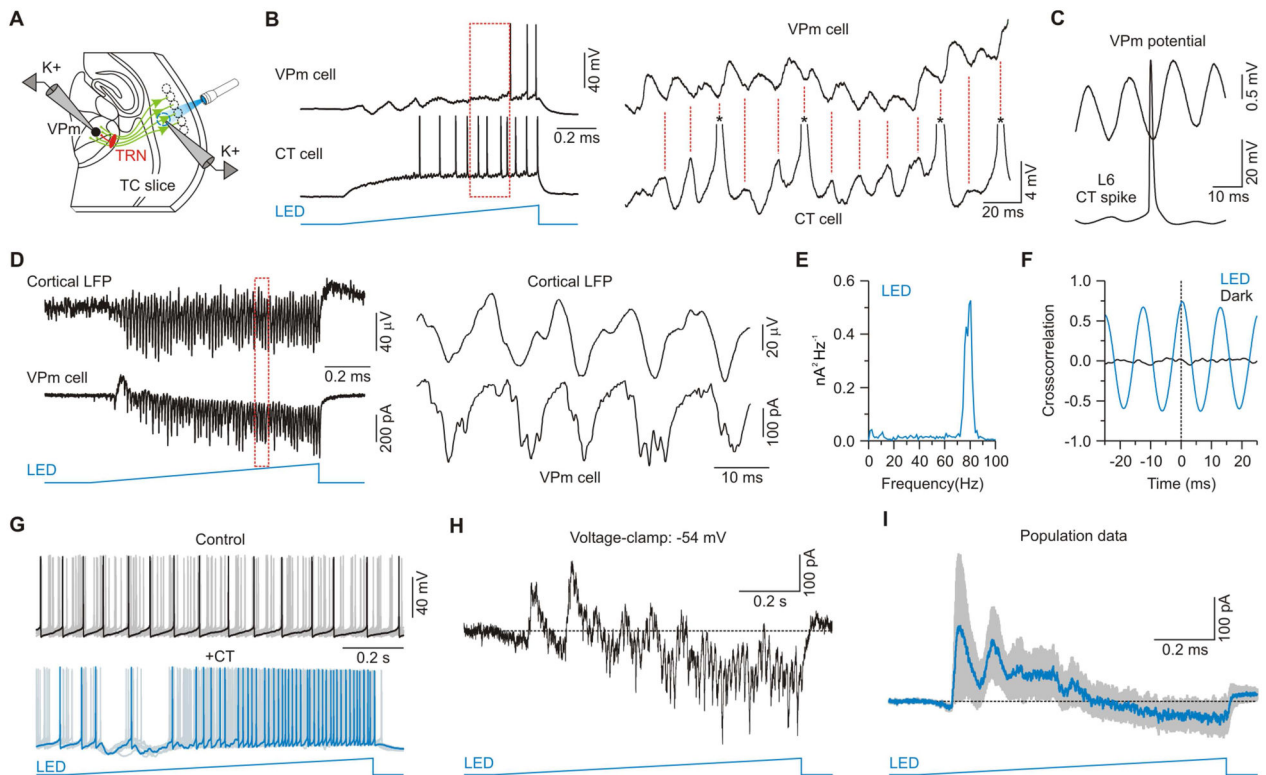 A
K+
VPm
TRN
TC slice
K+
B
VPm cell
40 mV
0.2 ms
CT cell
LED
VPm cell
*
*
*
*
CT cell
4 mV
20 ms
C
VPm potential
0.5 mV
20 mV
L6
CT spike
10 ms
D
Cortical LFP
40 µV
0.2 ms
VPm cell
200 pA
LED
Cortical LFP
20 µV
100 pA
VPm cell
10 ms
E
LED
nA² Hz⁻¹
0.6
0.4
0.2
0.0
0 20 40 60 80 100
Frequency(Hz)
F
LED
Dark
Crosscorrelation
1.0
0.5
0.0
-0.5
-1.0
-20 -10 0 10 20
Time (ms)
G
Control
40 mV
0.2 s
+CT
LED
H
Voltage-clamp: -54 mV
100 pA
0.2 s
LED
I
Population data
100 pA
0.2 ms
LED